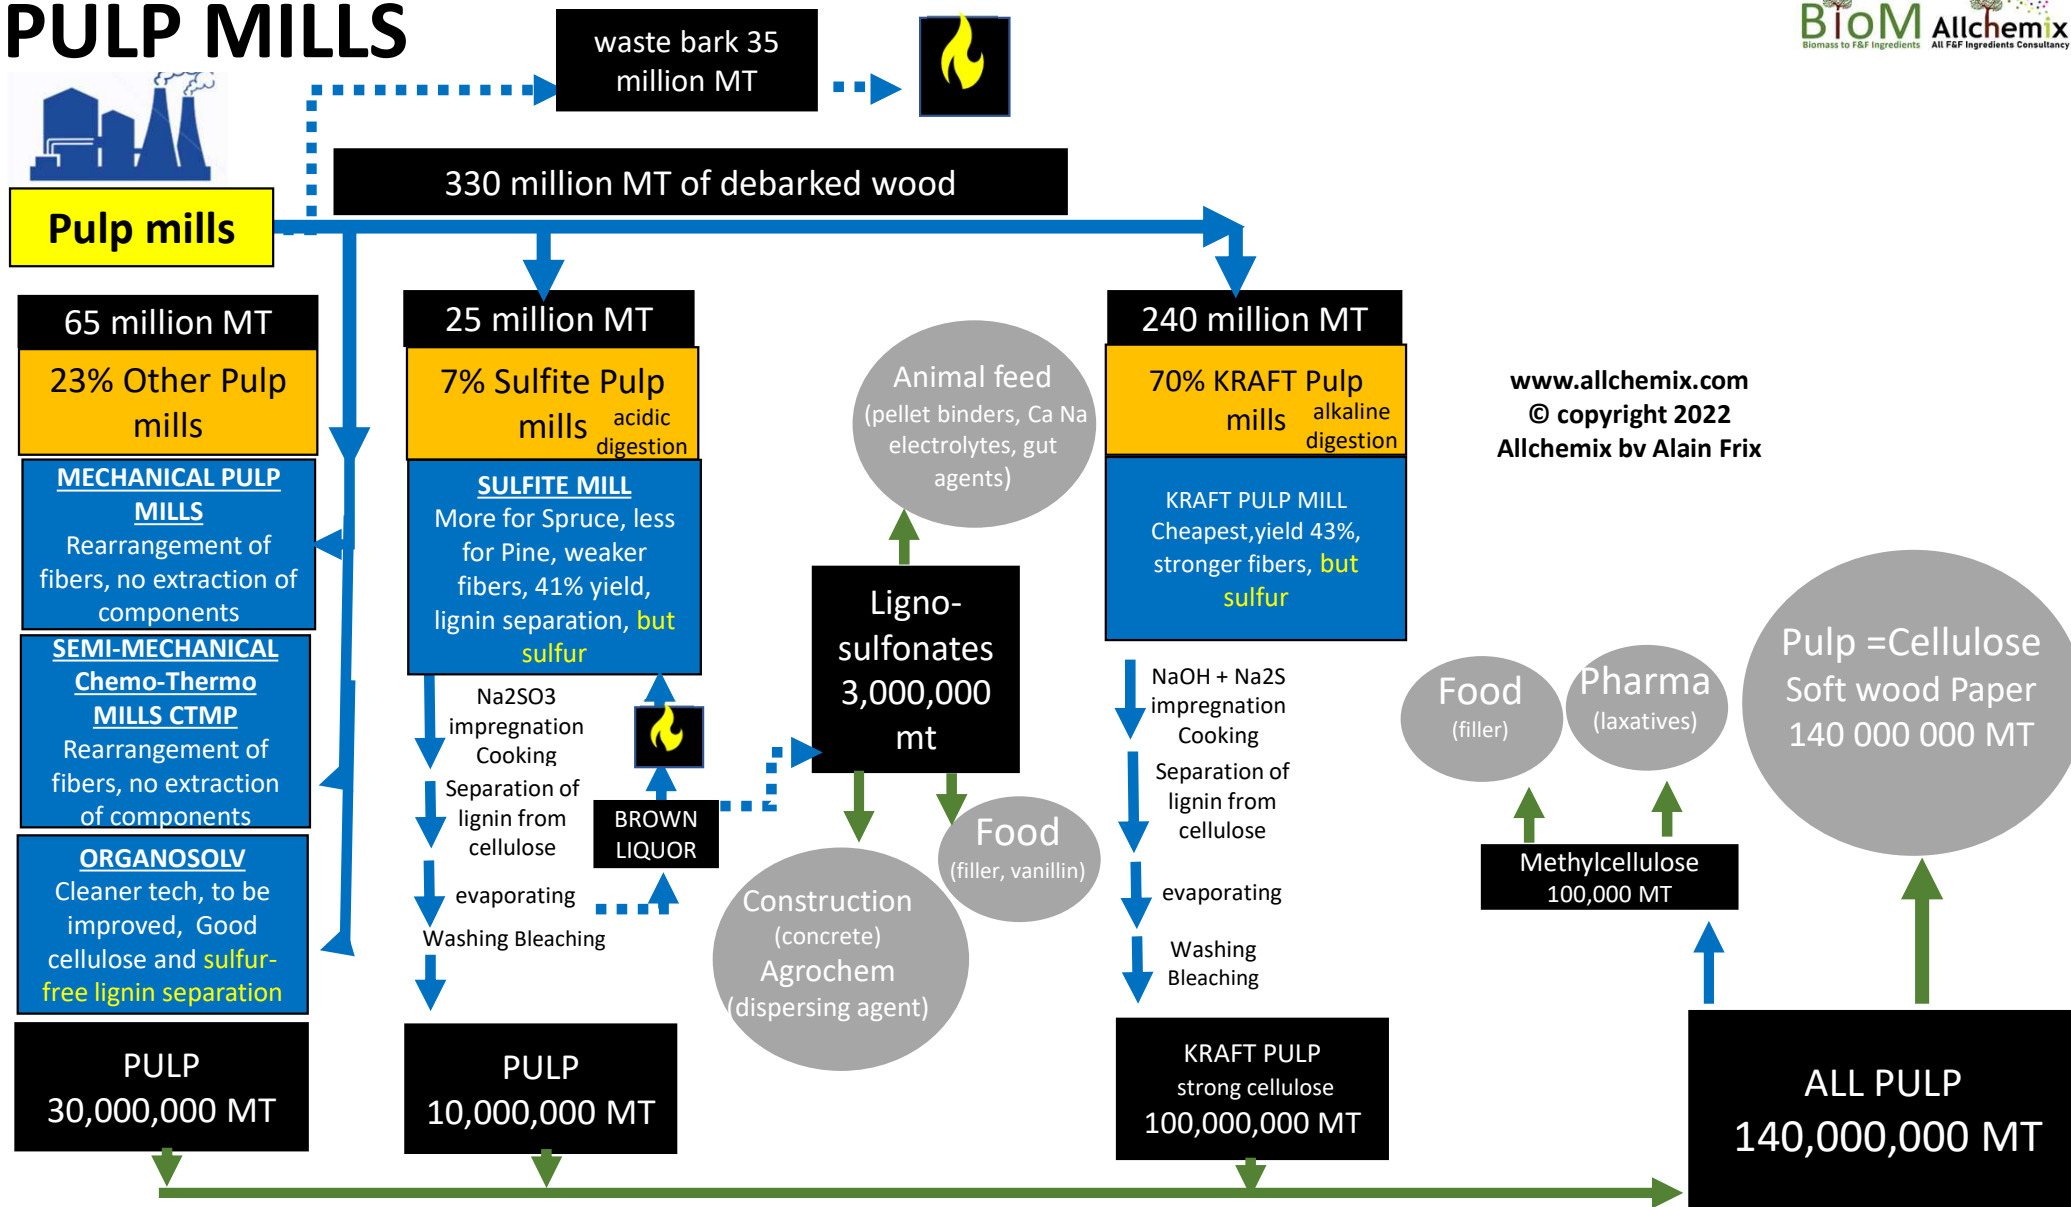 PULP MILLS
waste bark 35
million MT
BioM
Biomass to F&F Ingredients
Allchemix
All F&F Ingredients Consultancy
330 million MT of debarked wood
Pulp mills
65 million MT
23% Other Pulp
mills
MECHANICAL PULP
MILLS
Rearrangement of
fibers, no extraction of
components
SEMI-MECHANICAL
Chemo-Thermo
MILLS CTMP
Rearrangement of
fibers, no extraction
of components
ORGANOSOLV
Cleaner tech, to be
improved, Good
cellulose and sulfur-
free lignin separation
PULP
30,000,000 MT
25 million MT
7% Sulfite Pulp
mills acidic
digestion
SULFITE MILL
More for Spruce, less
for Pine, weaker
fibers, 41% yield,
lignin separation, but
sulfur
Na2SO3
impregnation
Cooking
Separation of
lignin from
cellulose
evaporating
Washing Bleaching
BROWN
LIQUOR
PULP
10,000,000 MT
Animal feed
(pellet binders, Ca Na
electrolytes, gut
agents)
Ligno-
sulfonates
3,000,000
mt
Food
(filler, vanillin)
Construction
(concrete)
Agrochem
(dispersing agent)
240 million MT
70% KRAFT Pulp
mills alkaline
digestion
KRAFT PULP MILL
Cheapest,yield 43%,
stronger fibers, but
sulfur
NaOH + Na2S
impregnation
Cooking
Separation of
lignin from
cellulose
evaporating
Washing
Bleaching
KRAFT PULP
strong cellulose
100,000,000 MT
www.allchemix.com
© copyright 2022
Allchemix by Alain Frix
Food
(filler)
Pharma
(laxatives)
Methylcellulose
100,000 MT
Pulp =Cellulose
Soft wood Paper
140 000 000 MT
ALL PULP
140,000,000 MT